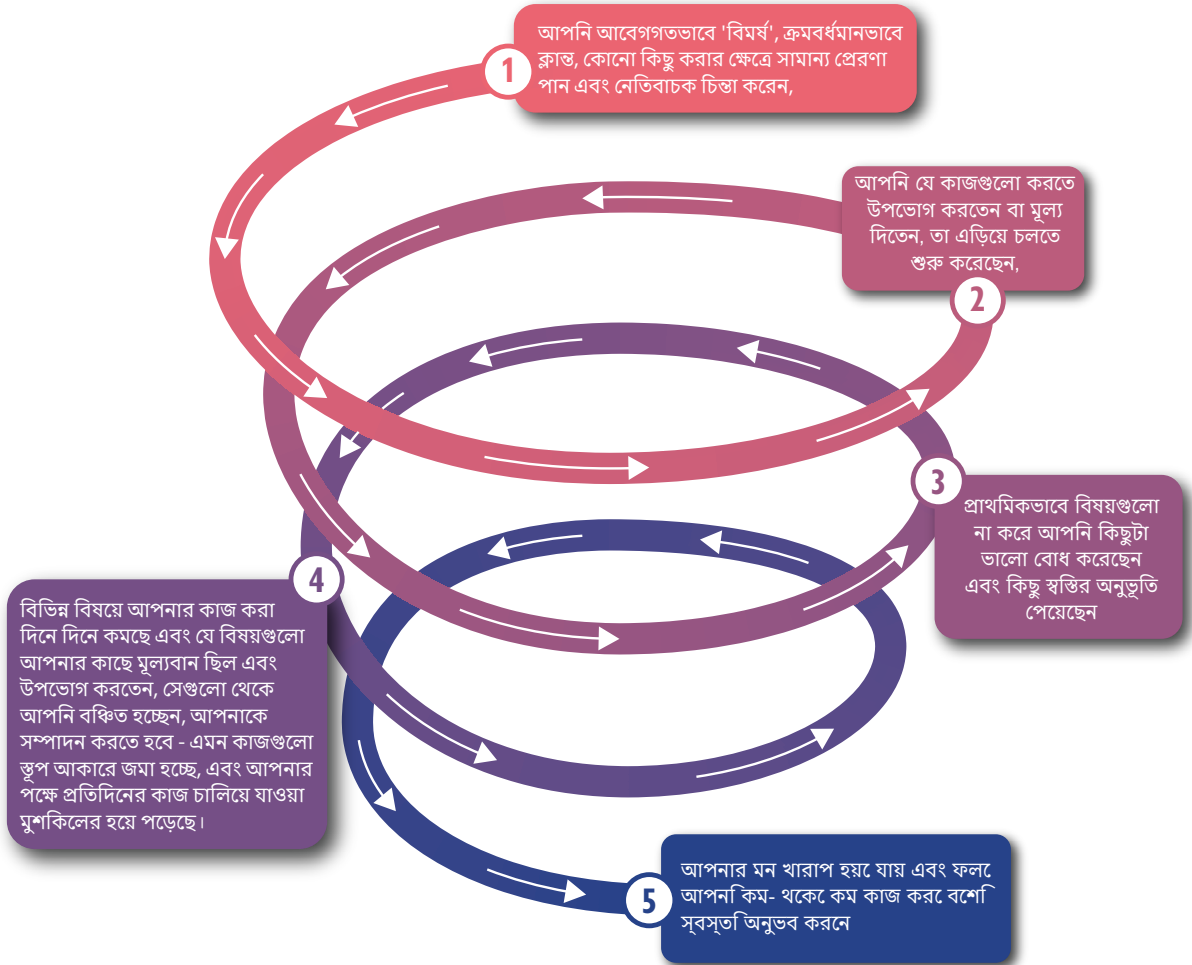 1
আপনি আবেগগতভাবে 'বিমর্ষ', ক্রমবর্ধমানভাবে
ক্লান্ত, কোনো কিছু করার ক্ষেত্রে সামান্য প্রেরণা
পান এবং নেতিবাচক চিন্তা করেন,
আপনি যে কাজগুলো করতে
উপভোগ করতেন বা মূল্য
দিতেন, তা এড়িয়ে চলতে
শুরু করেছেন,
2
3
প্রাথমিকভাবে বিষয়গুলো
না করে আপনি কিছুটা
ভালো বোধ করেছেন
এবং কিছু স্বস্তির অনুভূতি
পেয়েছেন
4
বিভিন্ন বিষয়ে আপনার কাজ করা
দিনে দিনে কমছে এবং যে বিষয়গুলো
আপনার কাছে মূল্যবান ছিল এবং
উপভোগ করতেন, সেগুলো থেকে
আপনি বঞ্চিত হচ্ছেন, আপনাকে
সম্পাদন করতে হবে - এমন কাজগুলো
স্তূপ আকারে জমা হচ্ছে, এবং আপনার
পক্ষে প্রতিদিনের কাজ চালিয়ে যাওয়া
মুশকিলের হয়ে পড়েছে।
5
আপনার মন খারাপ হয়ে যায় এবং ফলে
আপনি কম- থেকে কম কাজ করে বেশি
স্বস্তি অনুভব করেন